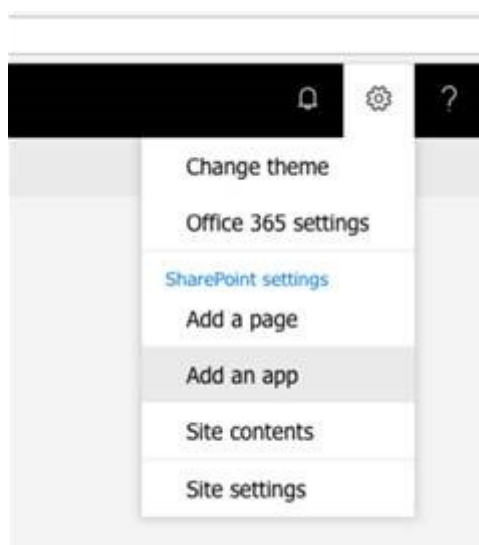 ?
Change theme
Office 365 settings
SharePoint settings
Add a page
Add an app
Site contents
Site settings